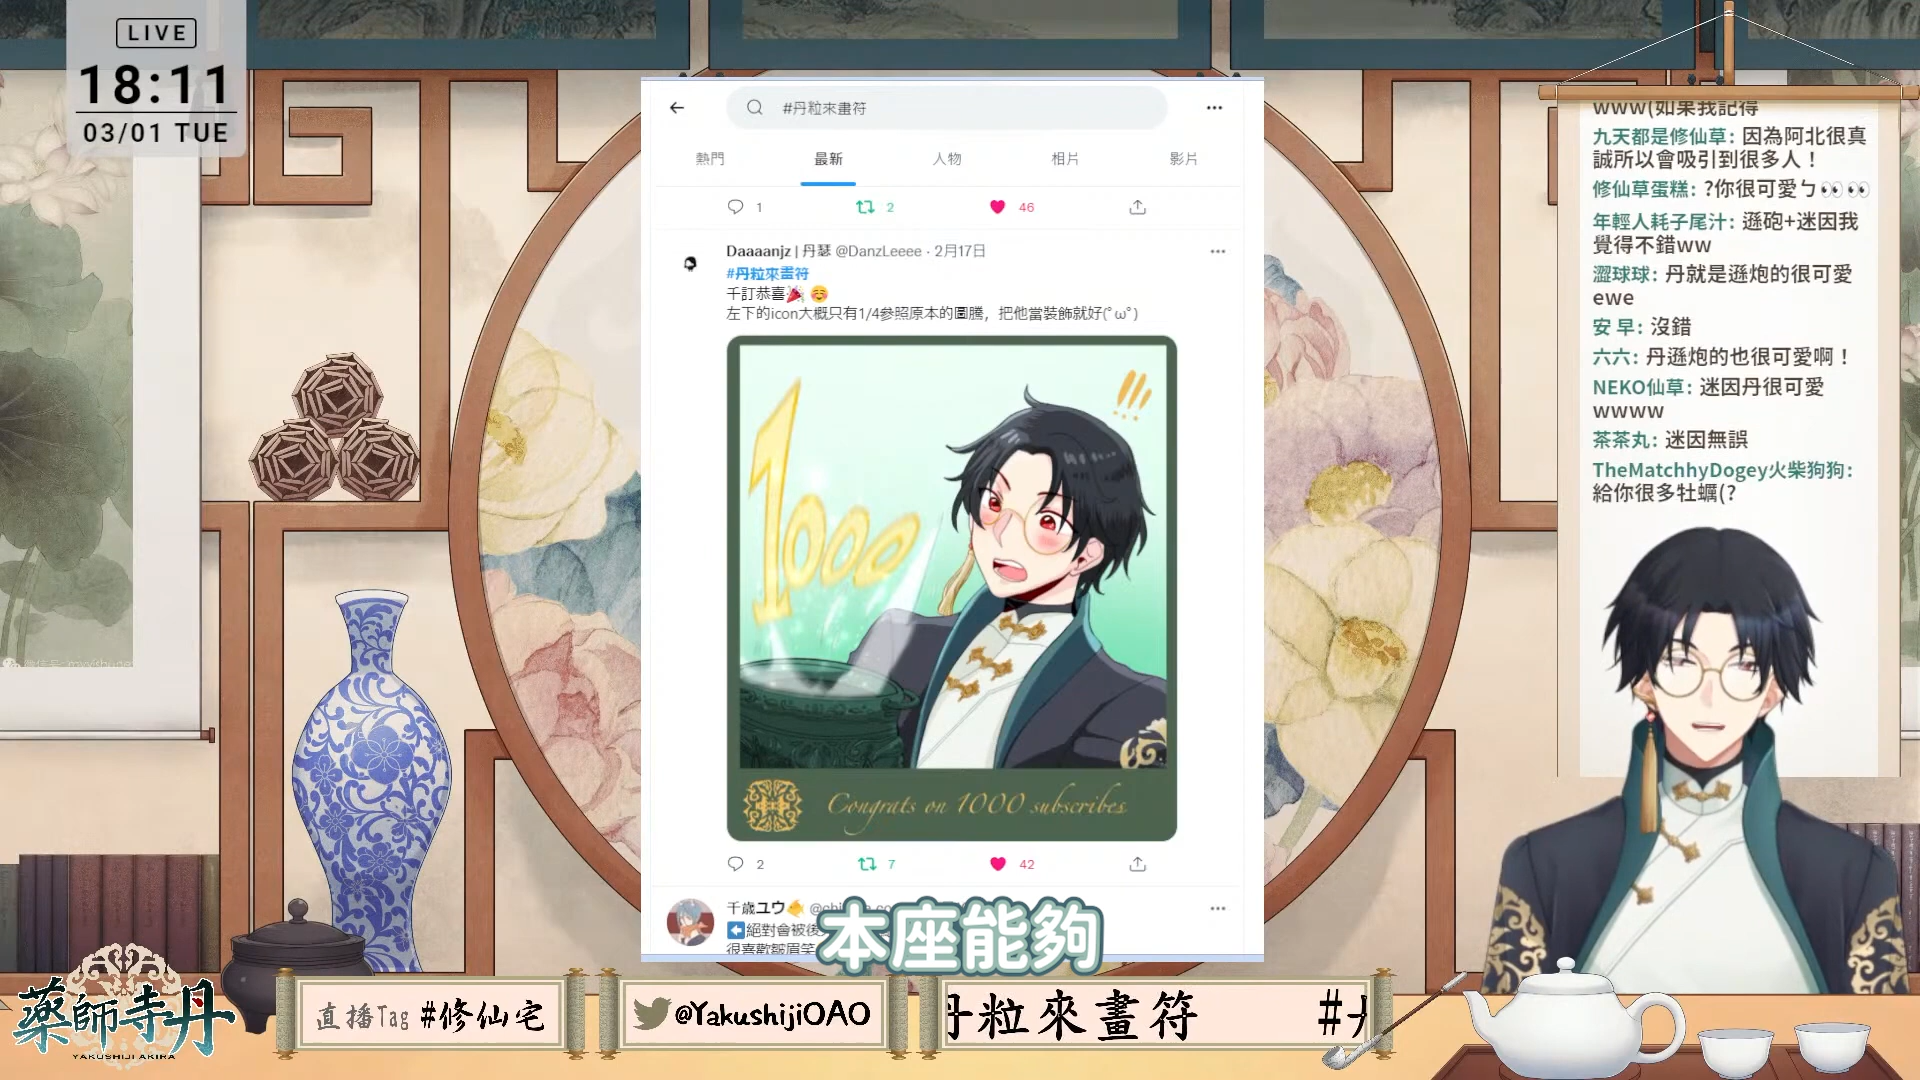 LIVE
18:11
03/01 TUE
#丹粒來畫符
熱門
最新
人物
相片
影片
1
2
46
Daaaanjz | 丹瑟 @DanzLeeee · 2月17日
#丹粒來畫符
千訂恭喜🎉 ☺️
左下的icon大概只有1/4參照原本的圖騰，把他當裝飾就好(ﾟωﾟ)
!!!
1000
Congrats on 1000 subscribes
2
7
42
千歲ユウ
絕對會被後
很喜歡皺眉笑
本座能夠
www(如果我記得
九天都是修仙草: 因為阿北很真
誠所以會吸引到很多人！
修仙草蛋糕: ?你很可愛ㄅ👀👀
年輕人耗子尾汁: 遜砲+迷因我
覺得不錯ww
澀球球: 丹就是遜炮的很可愛
ewe
安 早: 沒錯
六六: 丹遜炮的也很可愛啊！
NEKO仙草: 迷因丹很可愛
wwww
茶茶丸: 迷因無誤
TheMatchhyDogey火柴狗狗:
給你很多牡蠣(?
藥師寺丹
YAKUSHIJI AKIRA
直播Tag #修仙宅
@YakushijiOAO
丹粒來畫符
#